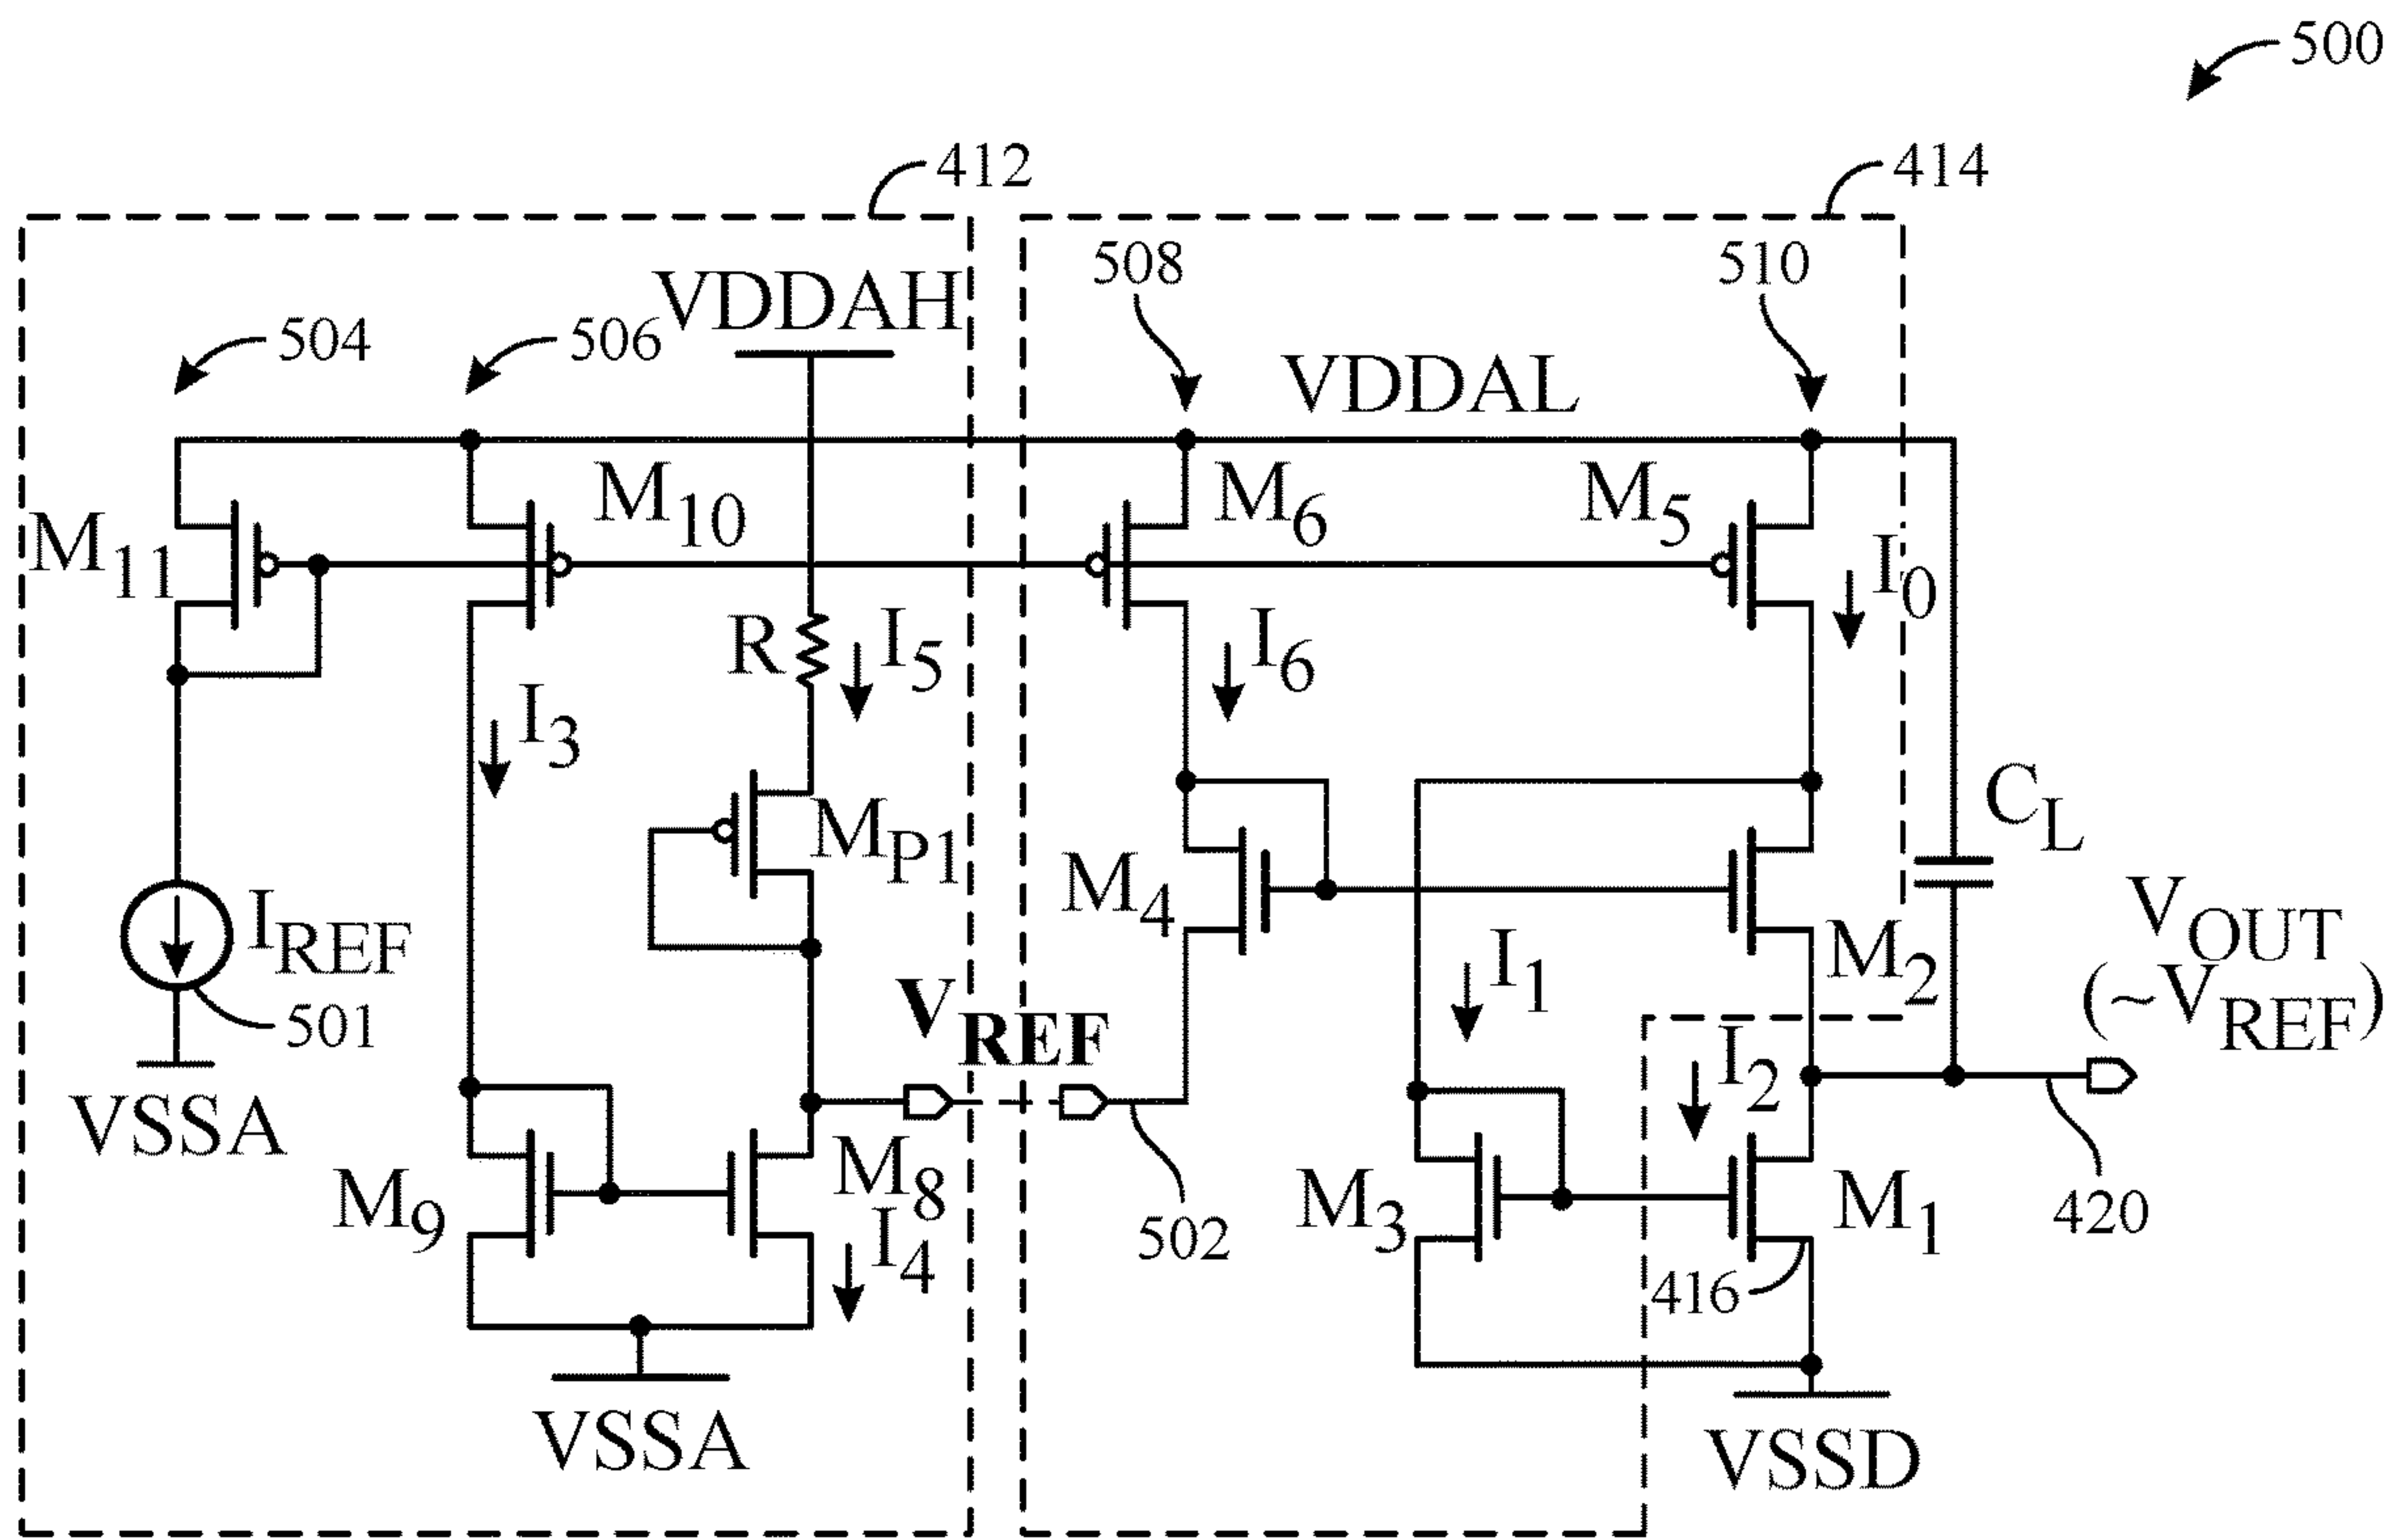 500
412
414
508
510
VDDAH
504
506
VDDAL
M11
M10
M6
M5
I0
R
I5
I6
I3
MP1
CL
M4
M2
IREF
501
VSSA
VREF
I1
I2
VOUT
(~VREF)
M9
M8
I4
502
M3
M1
416
420
VSSA
VSSD